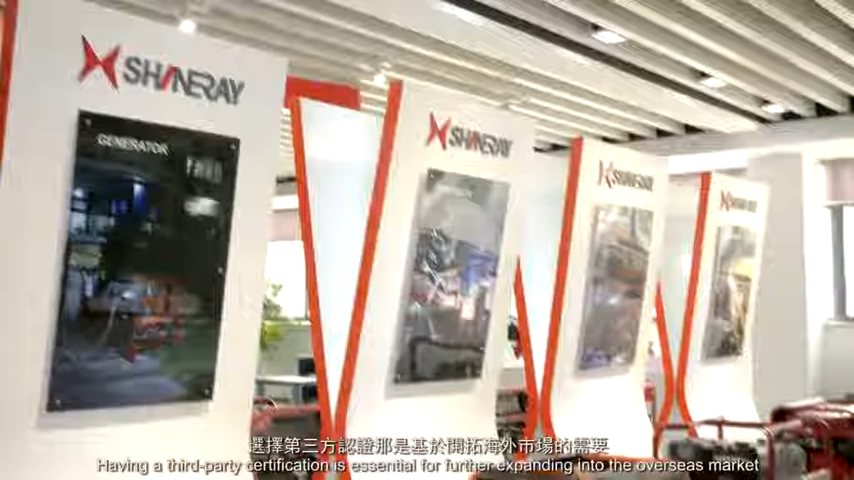 SHINERAY
GENERATOR
SHINERAY
SHINERAY
選擇第三方認證那是基於開拓海外市場的需要
Having a third-party certification is essential for further expanding into the overseas market